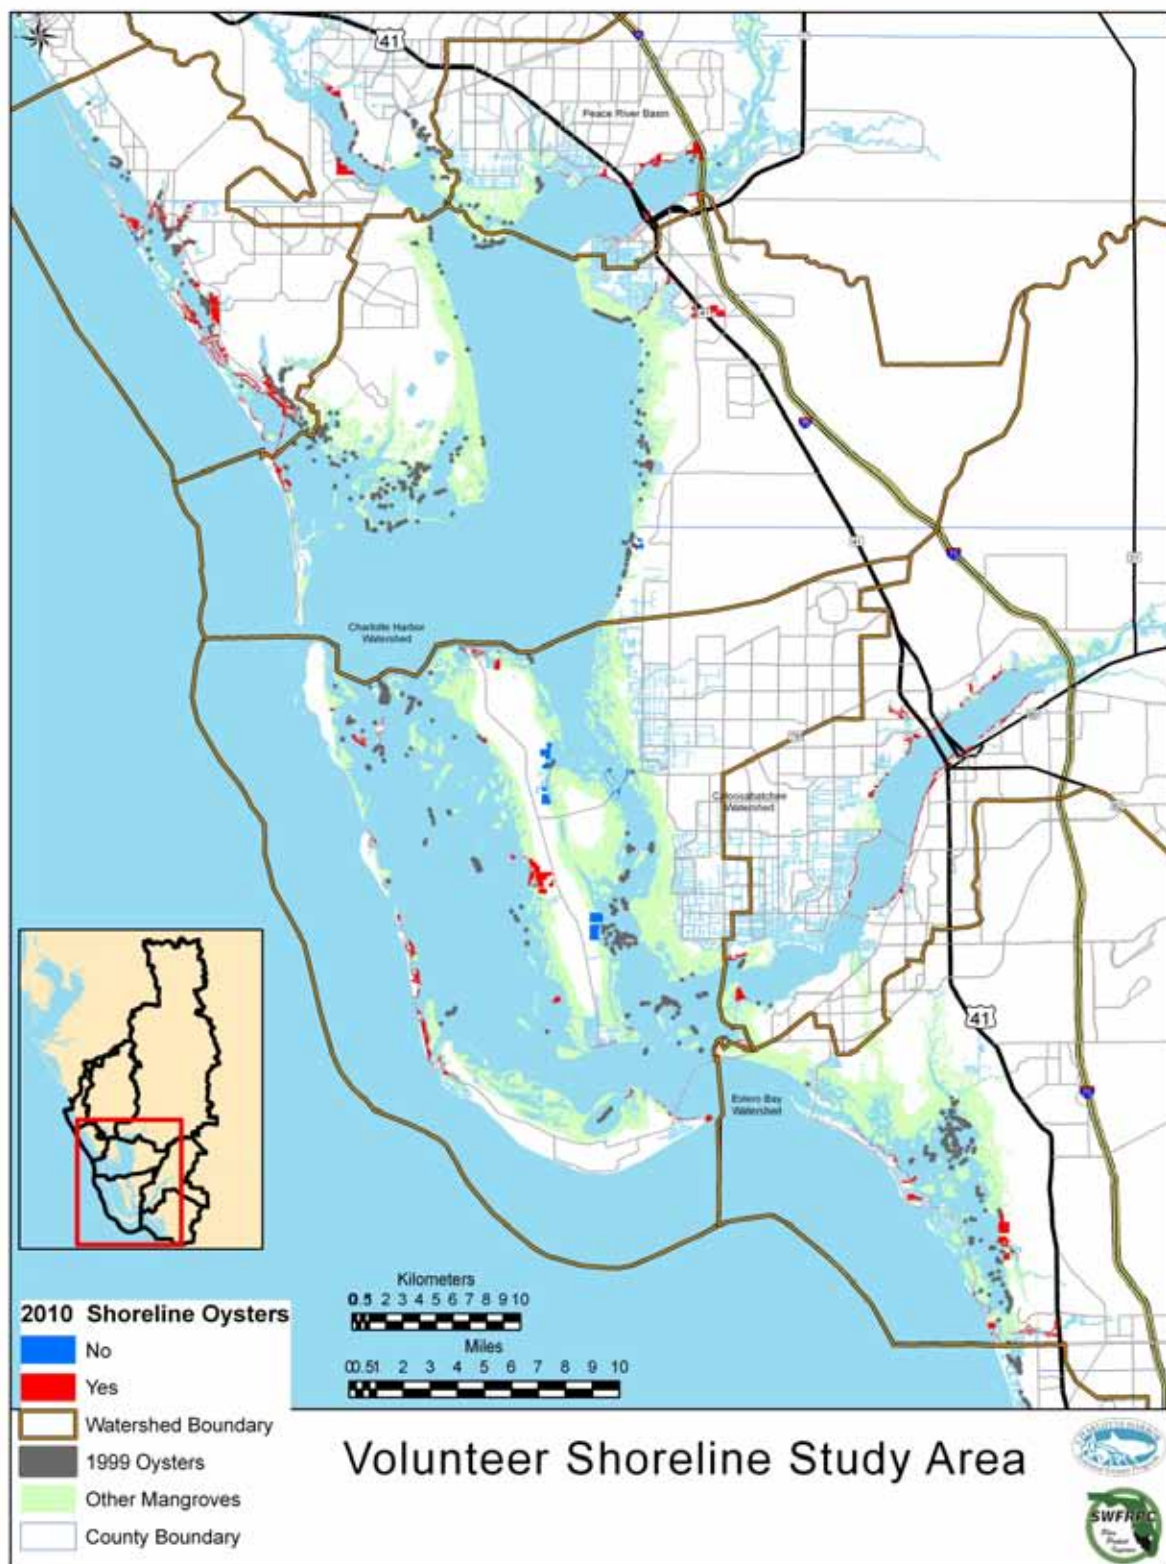 41
Peace River Basin
41
41
Charlotte Harbor
Watershed
Caloosahatchee
Watershed
41
Estero Bay
Watershed
Kilometers
0 0.5 1 2 3 4 5 6 7 8 9 10
Miles
0 0.5 1 2 3 4 5 6 7 8 9 10
2010 Shoreline Oysters
No
Yes
Watershed Boundary
1999 Oysters
Other Mangroves
County Boundary
Volunteer Shoreline Study Area
SWFRPC